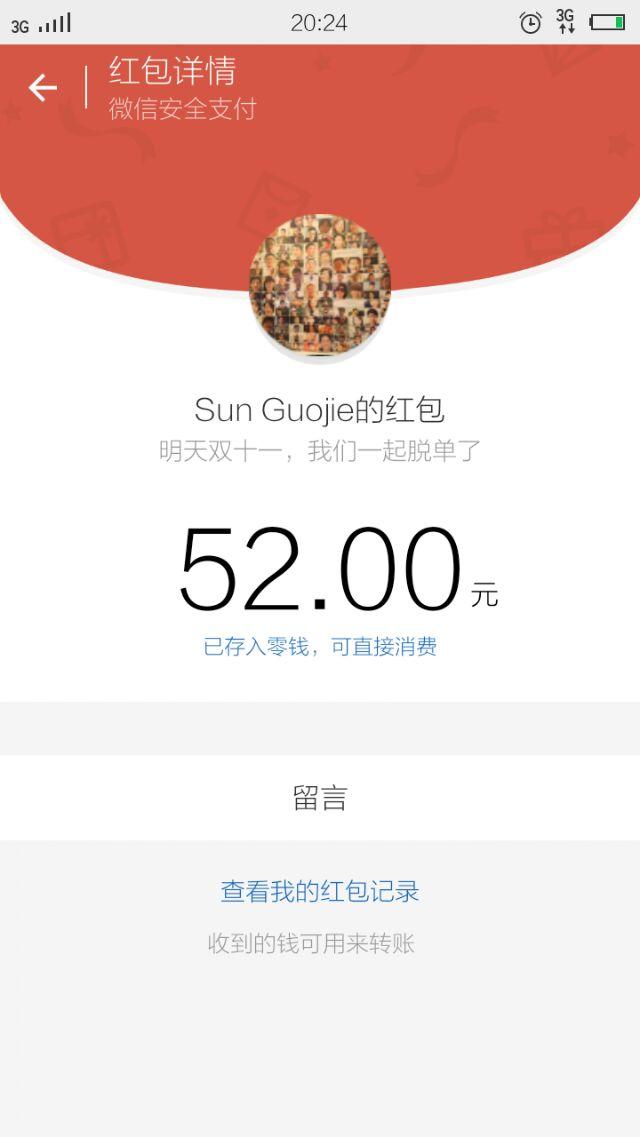 3G 20:24 3G
红包详情
微信安全支付
Sun Guojie的红包
明天双十一，我们一起脱单了
52.00元
已存入零钱，可直接消费
留言
查看我的红包记录
收到的钱可用来转账